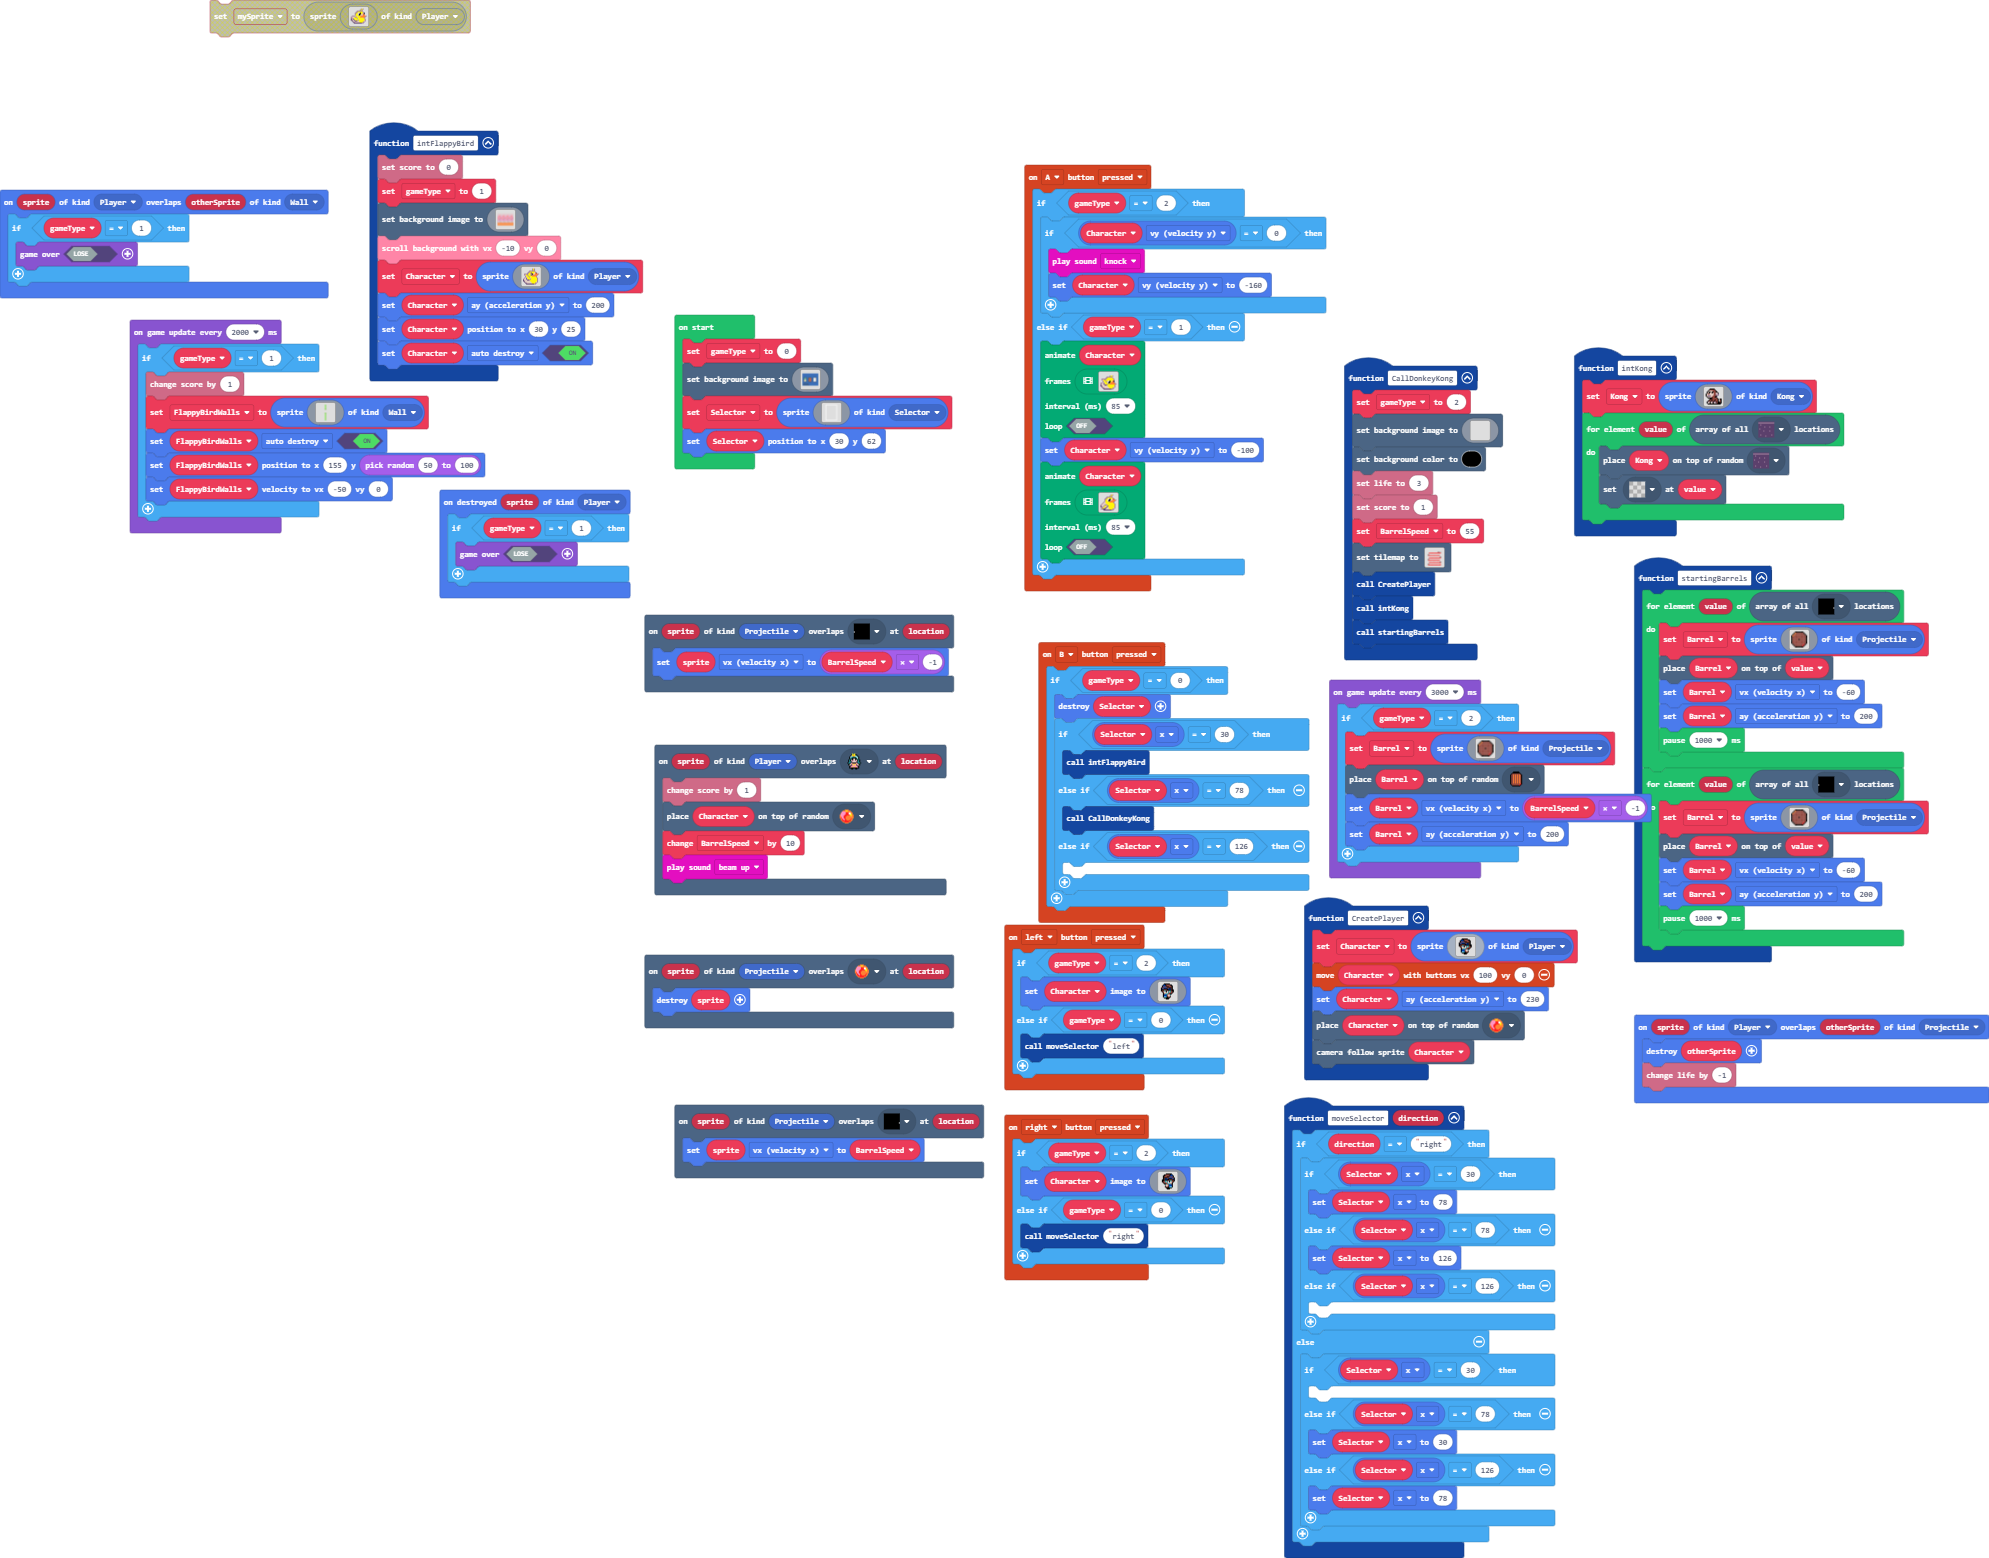 set mySprite to sprite of kind Player
function intFlappyBird
set score to 0
set gameType to 1
set background image to
scroll background with vx -10 vy 0
set Character to sprite of kind Player
set Character ay (acceleration y) to 200
set Character position to x 30 y 25
set Character auto destroy ON
on sprite of kind Player overlaps otherSprite of kind Wall
if gameType = 1 then
game over LOSE
on game update every 2000 ms
if gameType = 1 then
change score by 1
set FlappyBirdWalls to sprite of kind Wall
set FlappyBirdWalls auto destroy ON
set FlappyBirdWalls position to x 155 y pick random 50 to 100
set FlappyBirdWalls velocity to vx -50 vy 0
on destroyed sprite of kind Player
if gameType = 1 then
game over LOSE
on start
set gameType to 0
set background image to
set Selector to sprite of kind Selector
set Selector position to x 30 y 62
on sprite of kind Projectile overlaps at location
set sprite vx (velocity x) to BarrelSpeed × -1
on sprite of kind Player overlaps at location
change score by 1
place Character on top of random
change BarrelSpeed by 10
play sound beam up
on sprite of kind Projectile overlaps at location
destroy sprite
on sprite of kind Projectile overlaps at location
set sprite vx (velocity x) to BarrelSpeed
on A button pressed
if gameType = 2 then
if Character vy (velocity y) = 0 then
play sound knock
set Character vy (velocity y) to -160
else if gameType = 1 then
animate Character
frames
interval (ms) 85
loop OFF
set Character vy (velocity y) to -100
animate Character
frames
interval (ms) 85
loop OFF
on B button pressed
if gameType = 0 then
destroy Selector
if Selector x = 30 then
call intFlappyBird
else if Selector x = 78 then
call CallDonkeyKong
else if Selector x = 126 then
on left button pressed
if gameType = 2 then
set Character image to
else if gameType = 0 then
call moveSelector "left"
on right button pressed
if gameType = 2 then
set Character image to
else if gameType = 0 then
call moveSelector "right"
function CallDonkeyKong
set gameType to 2
set background image to
set background color to
set life to 3
set score to 1
set BarrelSpeed to 55
set tilemap to
call CreatePlayer
call intKong
call startingBarrels
on game update every 3000 ms
if gameType = 2 then
set Barrel to sprite of kind Projectile
place Barrel on top of random
set Barrel vx (velocity x) to BarrelSpeed × -1
set Barrel ay (acceleration y) to 200
function CreatePlayer
set Character to sprite of kind Player
move Character with buttons vx 100 vy 0
set Character ay (acceleration y) to 230
place Character on top of random
camera follow sprite Character
function moveSelector direction
if direction = "right" then
if Selector x = 30 then
set Selector x to 78
else if Selector x = 78 then
set Selector x to 126
else if Selector x = 126 then
else
if Selector x = 30 then
else if Selector x = 78 then
set Selector x to 30
else if Selector x = 126 then
set Selector x to 78
function intKong
set Kong to sprite of kind Kong
for element value of array of all locations
do
place Kong on top of random
set at value
function startingBarrels
for element value of array of all locations
do
set Barrel to sprite of kind Projectile
place Barrel on top of value
set Barrel vx (velocity x) to -60
set Barrel ay (acceleration y) to 200
pause 1000 ms
for element value of array of all locations
set Barrel to sprite of kind Projectile
place Barrel on top of value
set Barrel vx (velocity x) to -60
set Barrel ay (acceleration y) to 200
pause 1000 ms
on sprite of kind Player overlaps otherSprite of kind Projectile
destroy otherSprite
change life by -1